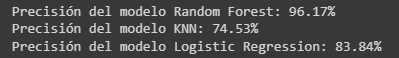 Precisión del modelo Random Forest: 96.17%
Precisión del modelo KNN: 74.53%
Precisión del modelo Logistic Regression: 83.84%